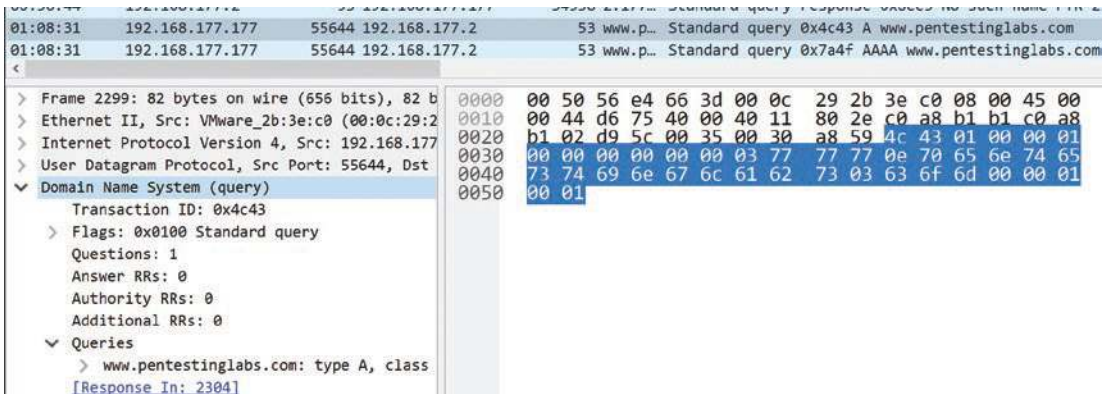 01:08:31 192.168.177.177 55644 192.168.177.2 53 www.p… Standard query 0x4c43 A www.pentestinglabs.com
01:08:31 192.168.177.177 55644 192.168.177.2 53 www.p… Standard query 0x7a4f AAAA www.pentestinglabs.com
<
> Frame 2299: 82 bytes on wire (656 bits), 82 b
> Ethernet II, Src: VMware_2b:3e:c0 (00:0c:29:2
> Internet Protocol Version 4, Src: 192.168.177
> User Datagram Protocol, Src Port: 55644, Dst
Domain Name System (query)
Transaction ID: 0x4c43
> Flags: 0x0100 Standard query
Questions: 1
Answer RRs: 0
Authority RRs: 0
Additional RRs: 0
Queries
> www.pentestinglabs.com: type A, class
[Response In: 2304]
0000 00 50 56 e4 66 3d 00 0c 29 2b 3e c0 08 00 45 00
0010 00 44 d6 75 40 00 40 11 80 2e c0 a8 b1 b1 c0 a8
0020 b1 02 d9 5c 00 35 00 30 a8 59 4c 43 01 00 00 01
0030 00 00 00 00 00 00 03 77 77 77 0e 70 65 6e 74 65
0040 73 74 69 6e 67 6c 61 62 73 03 63 6f 6d 00 00 01
0050 00 01